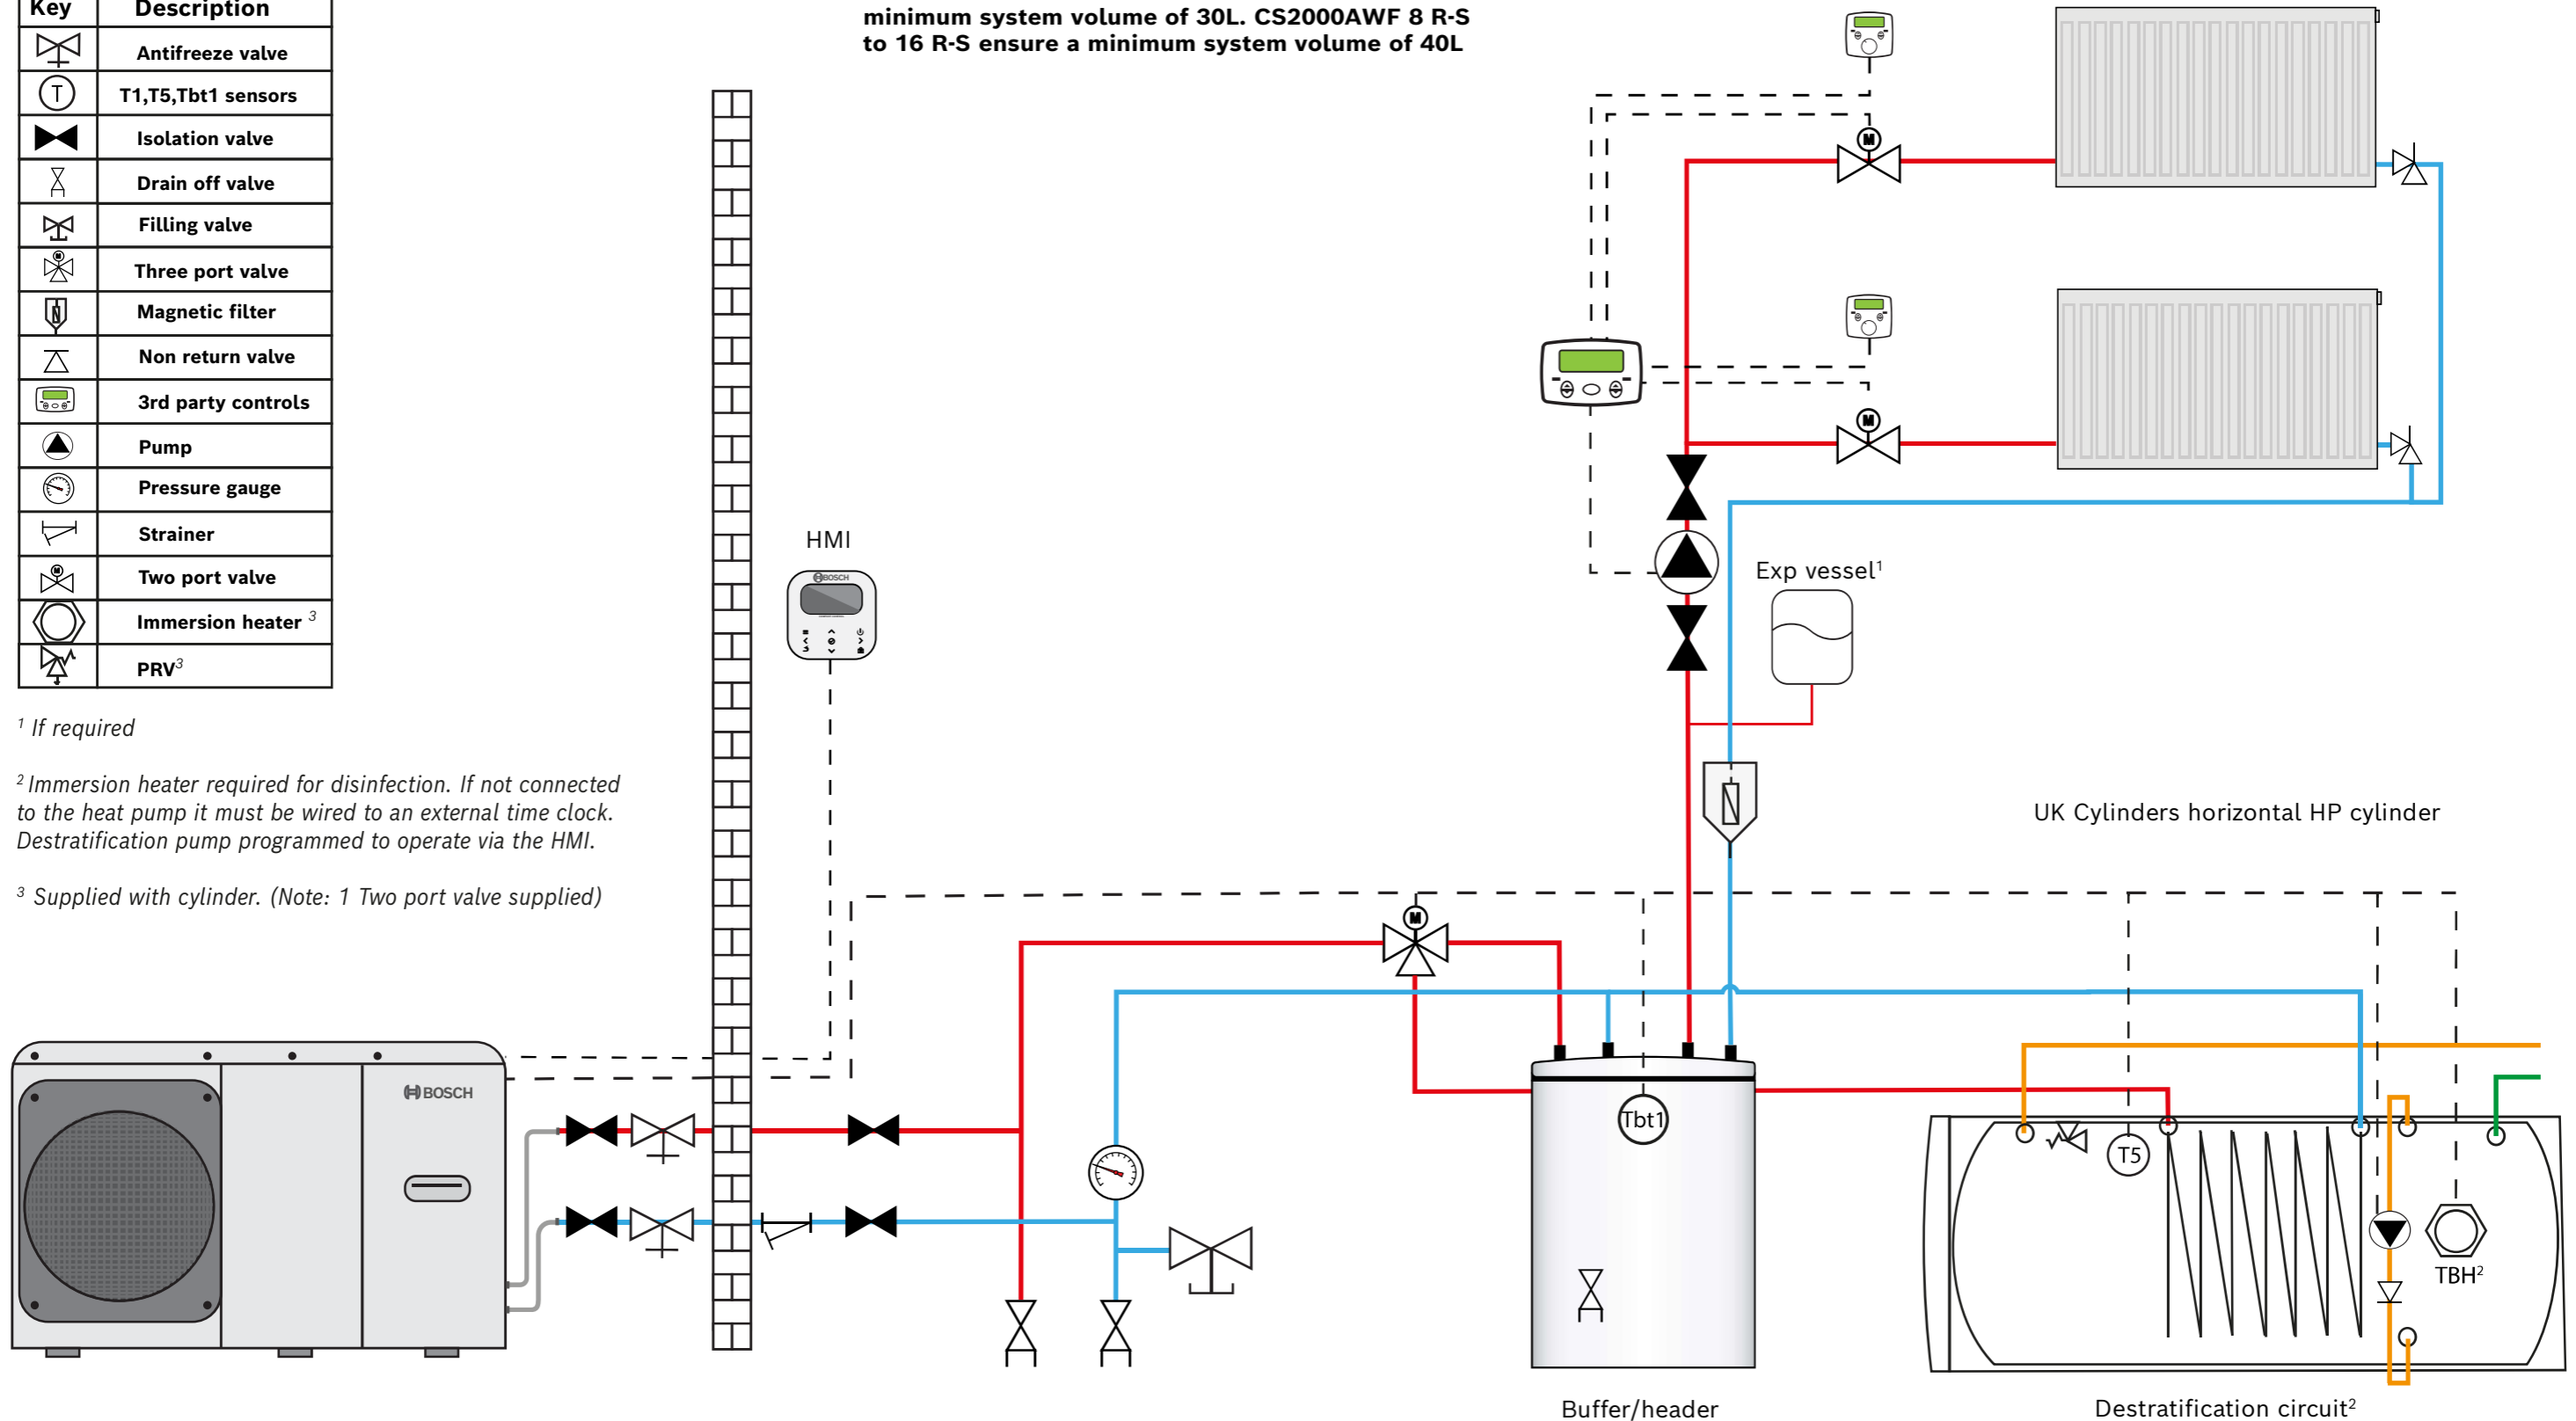 Key Description
Antifreeze valve
T T1,T5,Tbt1 sensors
Isolation valve
Drain off valve
Filling valve
M Three port valve
Magnetic filter
Non return valve
3rd party controls
Pump
Pressure gauge
Strainer
M Two port valve
Immersion heater 3
PRV3
1 If required
2 Immersion heater required for disinfection. If not connected
to the heat pump it must be wired to an external time clock.
Destratification pump programmed to operate via the HMI.
3 Supplied with cylinder. (Note: 1 Two port valve supplied)
minimum system volume of 30L. CS2000AWF 8 R-S
to 16 R-S ensure a minimum system volume of 40L
M
M
HMI
BOSCH
Exp vessel1
UK Cylinders horizontal HP cylinder
M
BOSCH
Tbt1
T5
TBH2
Buffer/header
Destratification circuit2